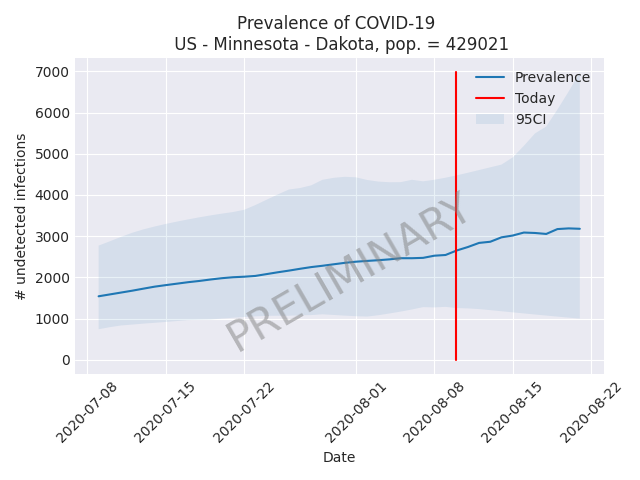 Prevalence of COVID-19
US - Minnesota - Dakota, pop. = 429021
7000
6000
5000
4000
3000
2000
1000
0
# undetected infections
Prevalence
Today
95CI
PRELIMINARY
2020-07-08
2020-07-15
2020-07-22
2020-08-01
2020-08-08
2020-08-15
2020-08-22
Date